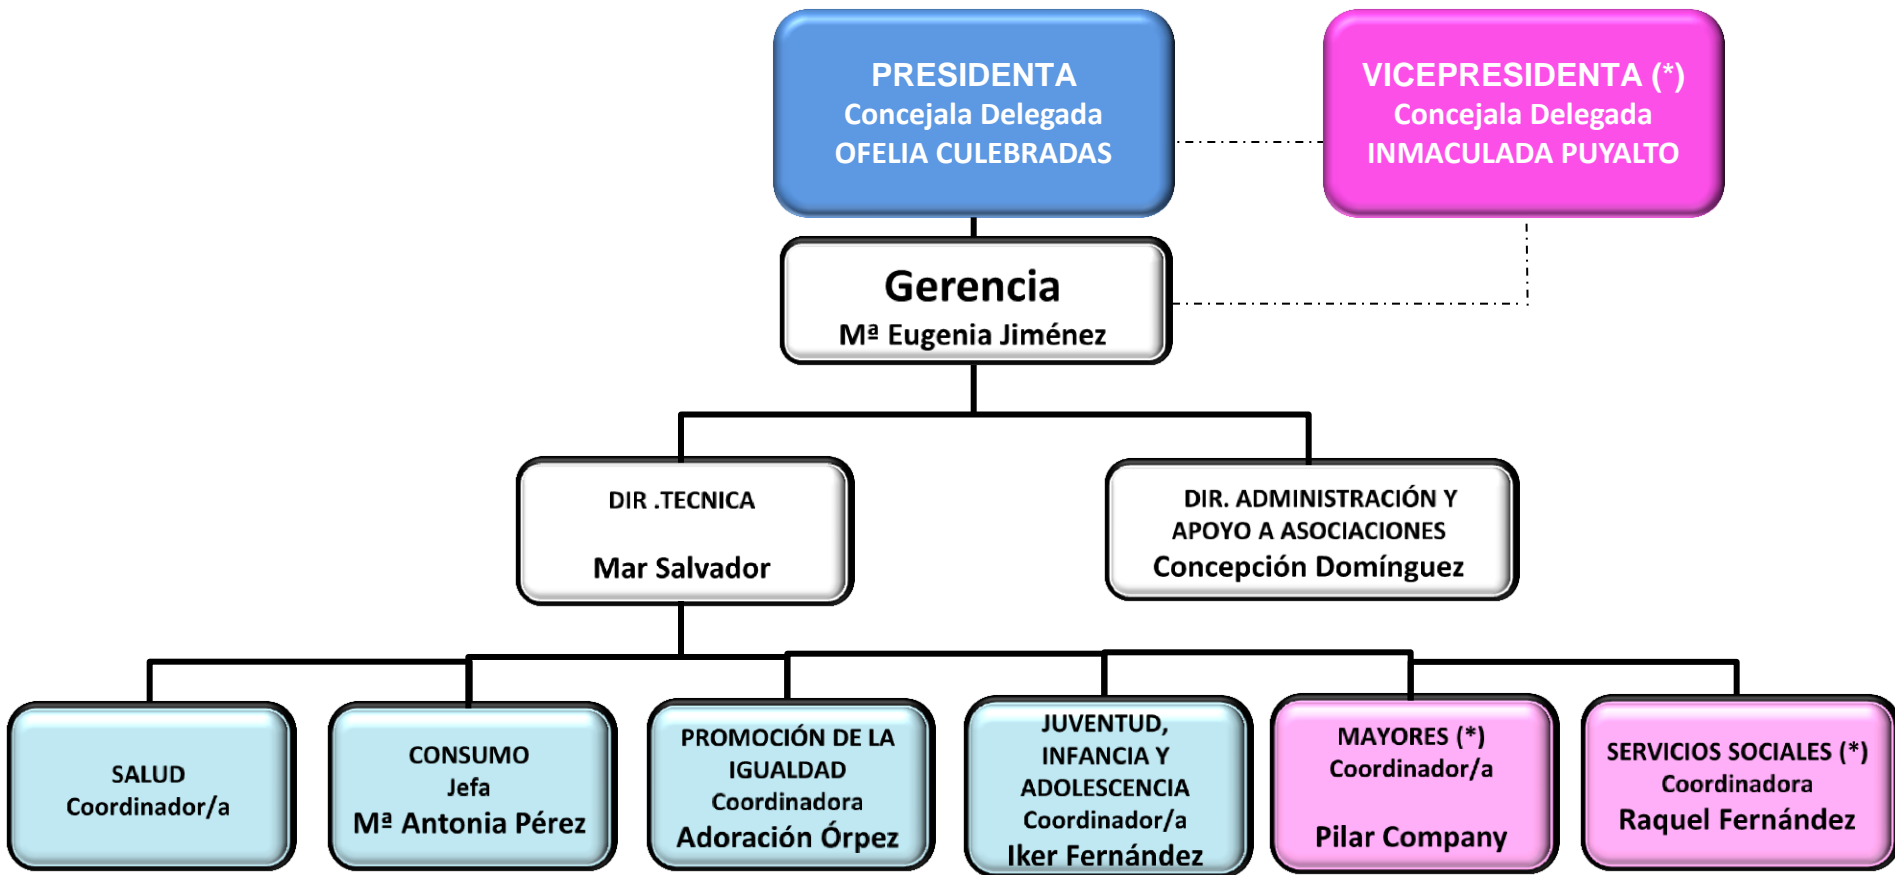 PRESIDENTA
Concejala Delegada
OFELIA CULEBRADAS
VICEPRESIDENTA (*)
Concejala Delegada
INMACULADA PUYALTO
Gerencia
Mª Eugenia Jiménez
DIR .TECNICA
Mar Salvador
DIR. ADMINISTRACIÓN Y
APOYO A ASOCIACIONES
Concepción Domínguez
SALUD
Coordinador/a
CONSUMO
Jefa
Mª Antonia Pérez
PROMOCIÓN DE LA
IGUALDAD
Coordinadora
Adoración Órpez
JUVENTUD,
INFANCIA Y
ADOLESCENCIA
Coordinador/a
Iker Fernández
MAYORES (*)
Coordinador/a
Pilar Company
SERVICIOS SOCIALES (*)
Coordinadora
Raquel Fernández